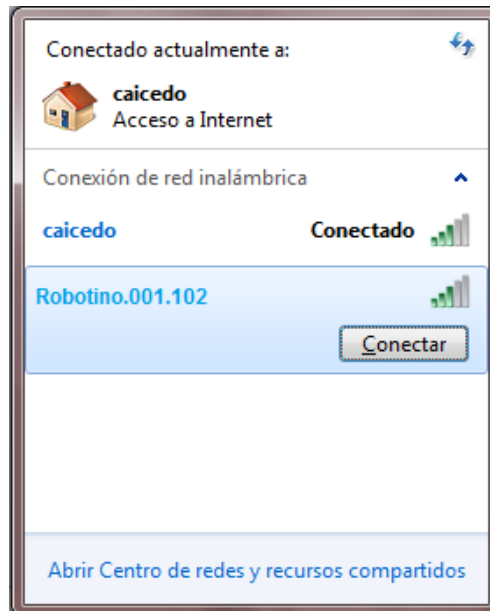 Conectado actualmente a:
caicedo
Acceso a Internet
Conexión de red inalámbrica
caicedo Conectado
Robotino.001.102
Conectar
Abrir Centro de redes y recursos compartidos